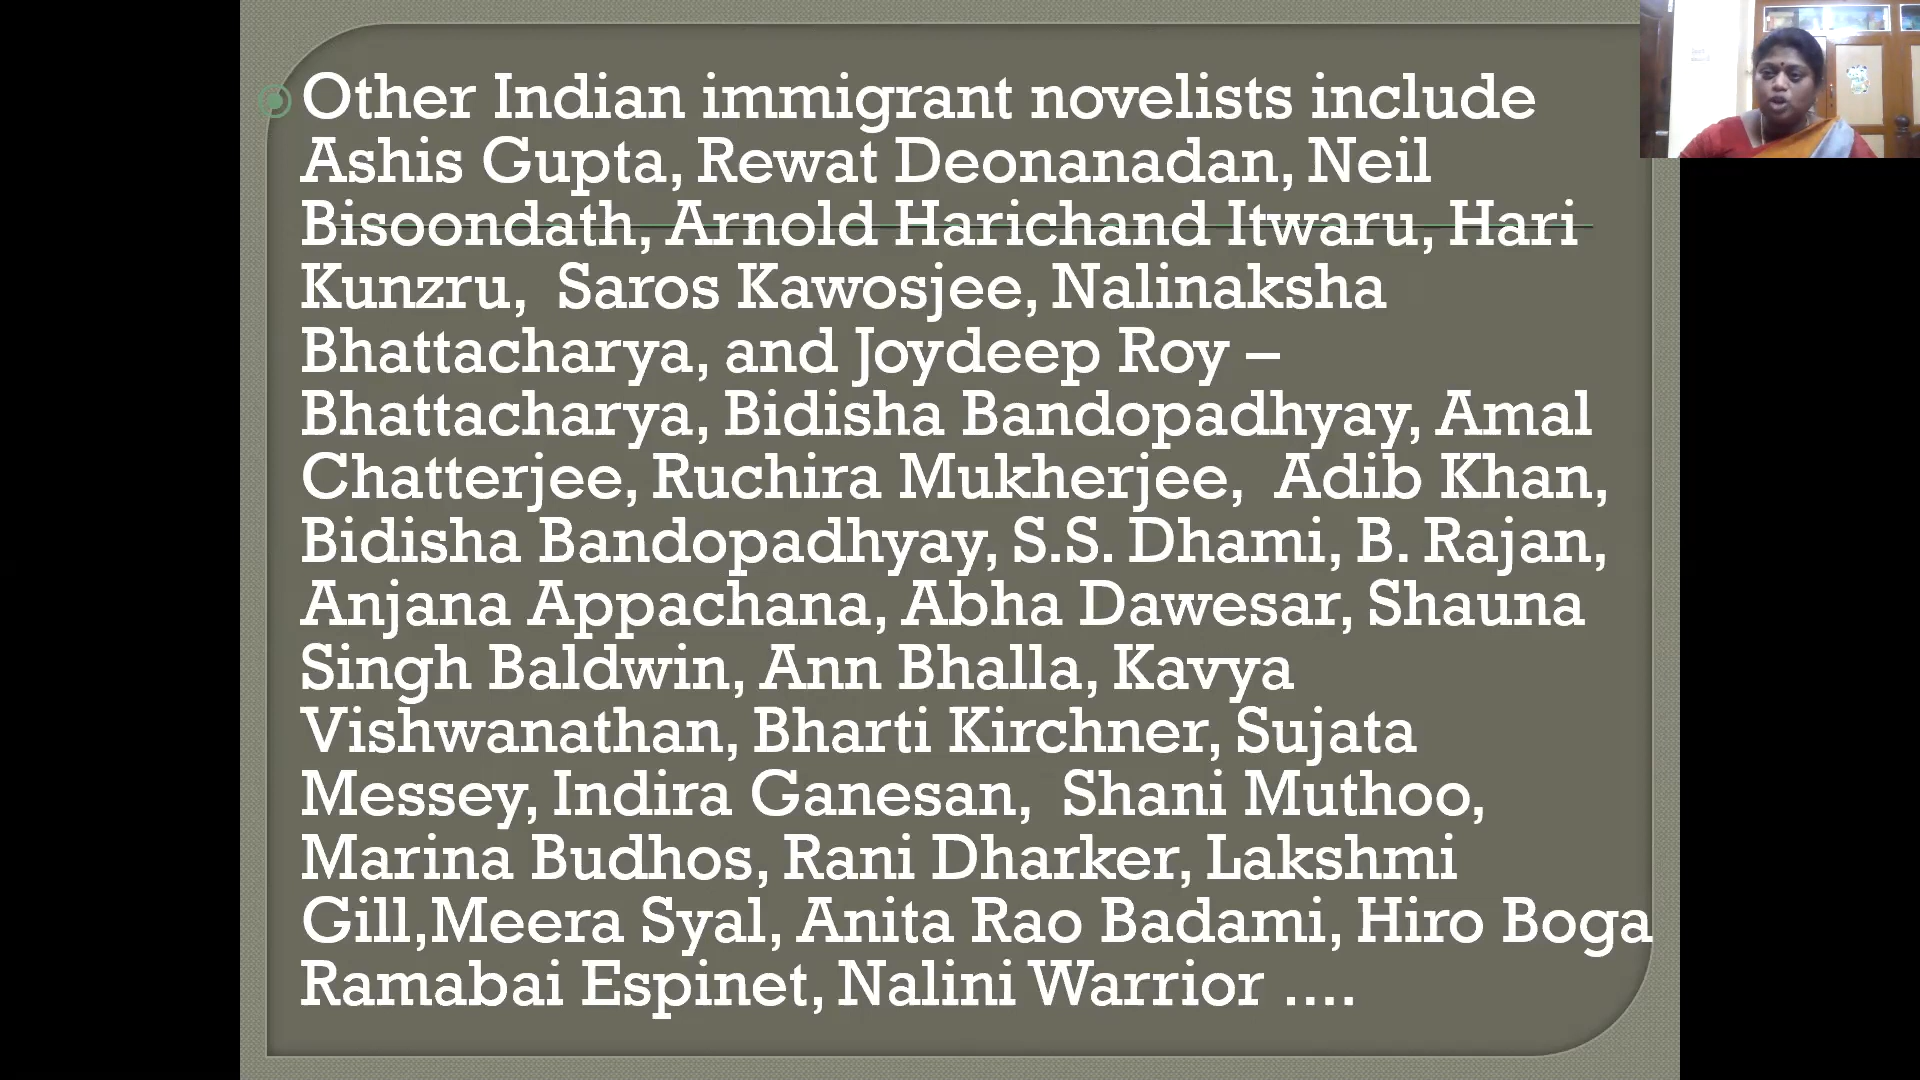 Other Indian immigrant novelists include
Ashis Gupta, Rewat Deonanadan, Neil
Bisoondath, Arnold Harichand Itwaru, Hari
Kunzru,  Saros Kawosjee, Nalinaksha
Bhattacharya, and Joydeep Roy –
Bhattacharya, Bidisha Bandopadhyay, Amal
Chatterjee, Ruchira Mukherjee,  Adib Khan,
Bidisha Bandopadhyay, S.S. Dhami, B. Rajan,
Anjana Appachana, Abha Dawesar, Shauna
Singh Baldwin, Ann Bhalla, Kavya
Vishwanathan, Bharti Kirchner, Sujata
Messey, Indira Ganesan,  Shani Muthoo,
Marina Budhos, Rani Dharker, Lakshmi
Gill,Meera Syal, Anita Rao Badami, Hiro Boga
Ramabai Espinet, Nalini Warrior ....